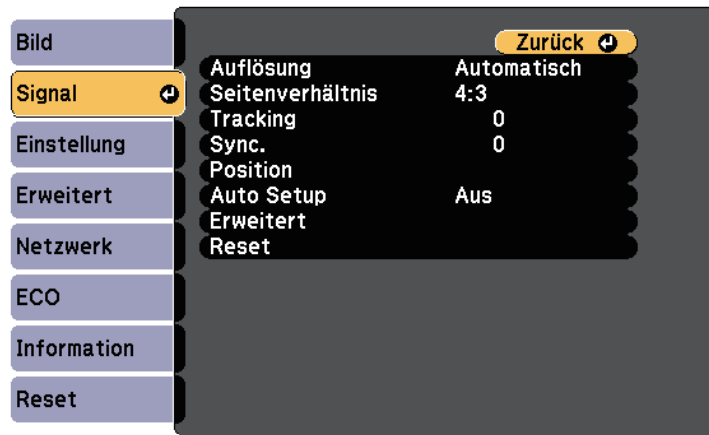 Bild
Signal
Einstellung
Erweitert
Netzwerk
ECO
Information
Reset
Zurück
Auflösung Automatisch
Seitenverhältnis 4:3
Tracking 0
Sync. 0
Position
Auto Setup Aus
Erweitert
Reset